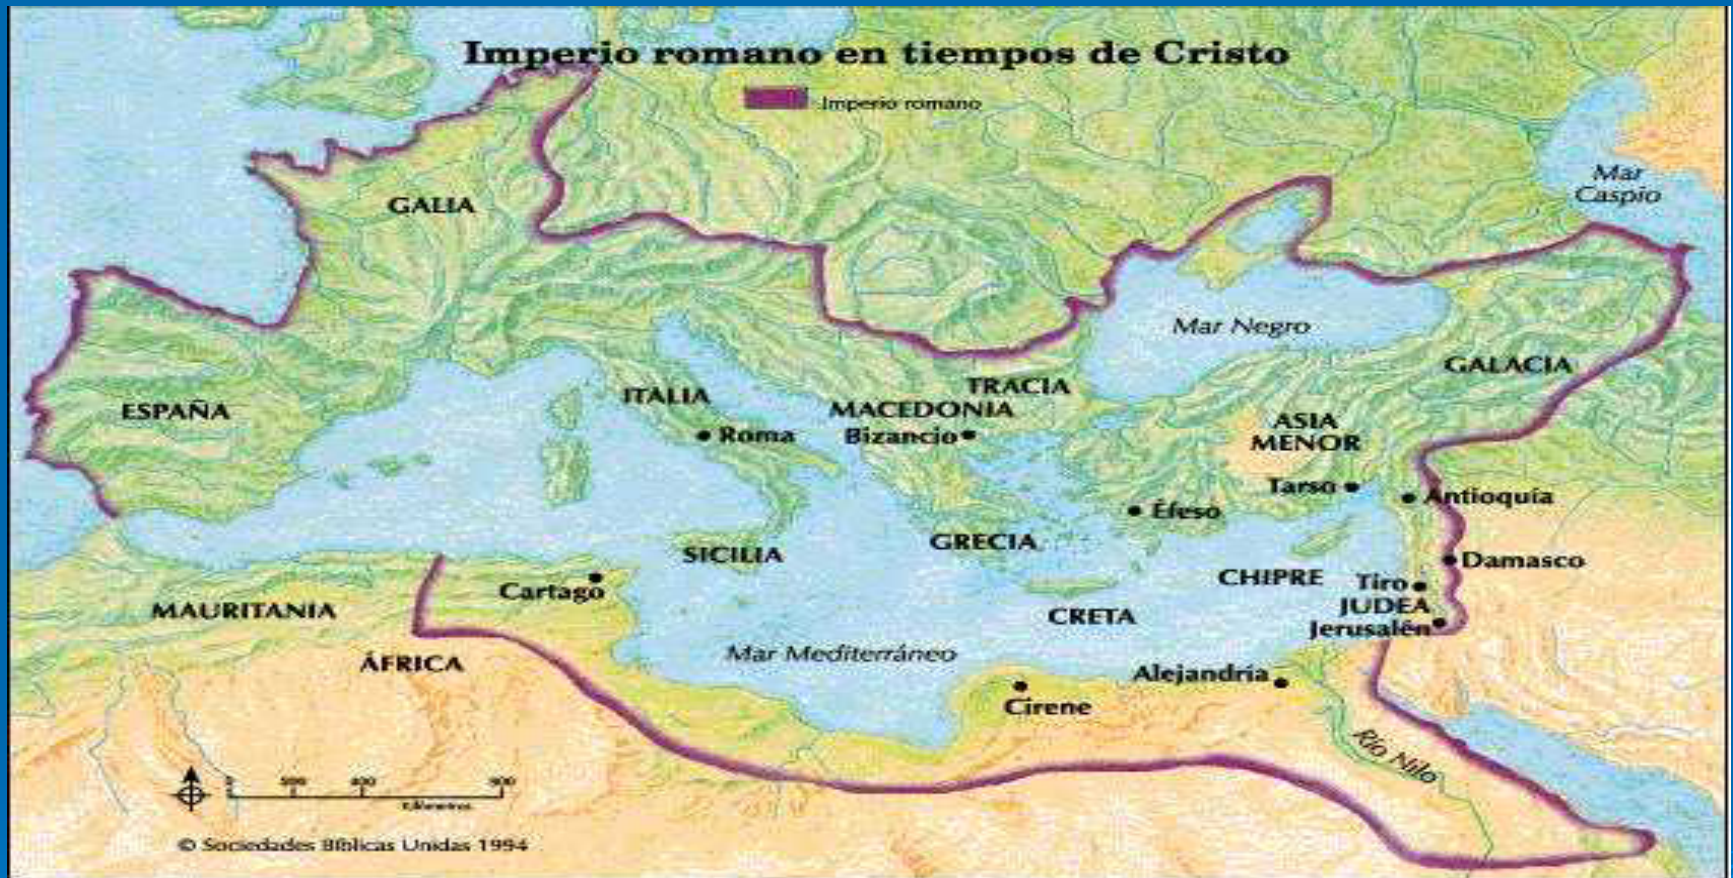 Imperio romano en tiempos de Cristo
Imperio romano
Mar
Caspio
GALIA
Mar Negro
GALACIA
ITALIA
TRACIA
ESPAÑA
MACEDONIA
ASIA
MENOR
Roma
Bizancio
Tarso
Antioquía
Éfeso
GRECIA
SICILIA
Damasco
CHIPRE
Tiro
Cartago
MAURITANIA
CRETA
JUDEA
Jerusalén
Mar Mediterráneo
ÁFRICA
Alejandría
Cirene
Río Nilo
Kilómetros
© Sociedades Bíblicas Unidas 1994